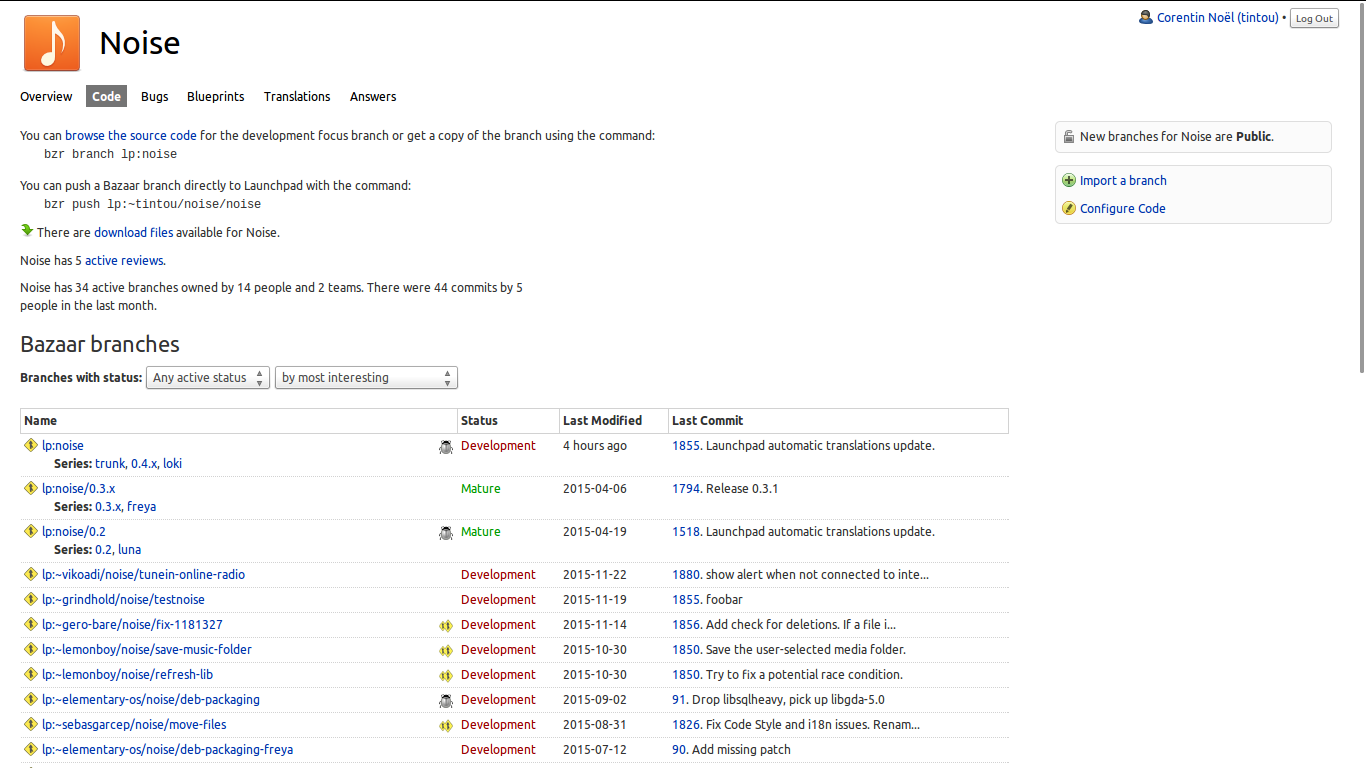 Corentin Noël (tintou) • Log Out
Noise
Overview Code Bugs Blueprints Translations Answers
You can browse the source code for the development focus branch or get a copy of the branch using the command:
bzr branch lp:noise
You can push a Bazaar branch directly to Launchpad with the command:
bzr push lp:~tintou/noise/noise
There are download files available for Noise.
Noise has 5 active reviews.
Noise has 34 active branches owned by 14 people and 2 teams. There were 44 commits by 5
people in the last month.
New branches for Noise are Public.
Import a branch
Configure Code
Bazaar branches
Branches with status: Any active status by most interesting
Name Status Last Modified Last Commit
lp:noise Development 4 hours ago 1855. Launchpad automatic translations update.
Series: trunk, 0.4.x, loki
lp:noise/0.3.x Mature 2015-04-06 1794. Release 0.3.1
Series: 0.3.x, freya
lp:noise/0.2 Mature 2015-04-19 1518. Launchpad automatic translations update.
Series: 0.2, luna
lp:~vikoadi/noise/tunein-online-radio Development 2015-11-22 1880. show alert when not connected to inte...
lp:~grindhold/noise/testnoise Development 2015-11-19 1855. foobar
lp:~gero-bare/noise/fix-1181327 Development 2015-11-14 1856. Add check for deletions. If a file i...
lp:~lemonboy/noise/save-music-folder Development 2015-10-30 1850. Save the user-selected media folder.
lp:~lemonboy/noise/refresh-lib Development 2015-10-30 1850. Try to fix a potential race condition.
lp:~elementary-os/noise/deb-packaging Development 2015-09-02 91. Drop libsqlheavy, pick up libgda-5.0
lp:~sebasgarcep/noise/move-files Development 2015-08-31 1826. Fix Code Style and i18n issues. Renam...
lp:~elementary-os/noise/deb-packaging-freya Development 2015-07-12 90. Add missing patch